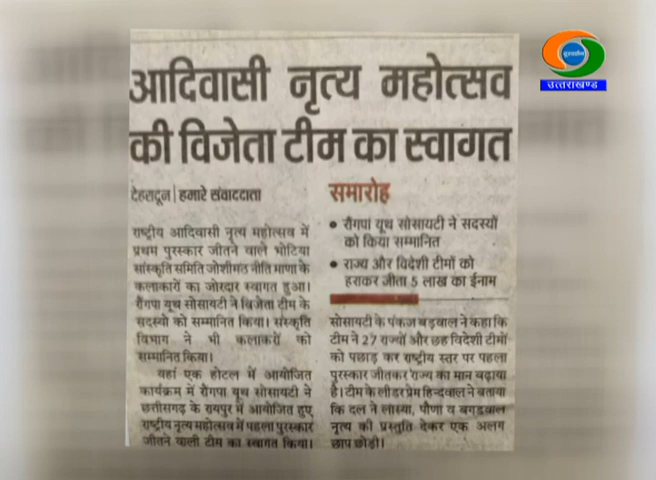 दूरदर्शन
उत्तराखण्ड
आदिवासी नृत्य महोत्सव
की विजेता टीम का स्वागत
देहरादून | हमारे संवाददाता
राष्ट्रीय आदिवासी नृत्य महोत्सव में
प्रथम पुरस्कार जीतने वाले भोटिया
सांस्कृति समिति जोशीमठ नीति माणा के
कलाकारों का जोरदार स्वागत हुआ।
रौंगपा यूथ सोसायटी ने विजेता टीम के
सदस्यो को सम्मानित किया। संस्कृति
विभाग ने भी कलाकरों को
सम्मानित किया।
यहां एक होटल में आयोजित
कार्यक्रम में रौंगपा यूथ सोसायटी ने
छत्तीसगढ़ के रायपुर में आयोजित हुए
राष्ट्रीय नृत्य महोत्सव में पहला पुरस्कार
जीतने वाली टीम का स्वागत किया।
समारोह
• रौंगपा यूथ सोसायटी ने सदस्यों
को किया सम्मानित
• राज्य और विदेशी टीमों को
हराकर जीता 5 लाख का ईनाम
सोसायटी के पंकज बड़वाल ने कहा कि
टीम ने 27 राज्यों और छह विदेशी टीमों
को पछाड़ कर राष्ट्रीय स्तर पर पहला
पुरस्कार जीतकर राज्य का मान बढ़ाया
है। टीम के लीडर प्रेम हिन्दवाल ने बताया
कि दल ने लास्या, पौणा व बगड़वाल
नृत्य की प्रस्तुति देकर एक अलग
छाप छोड़ी।